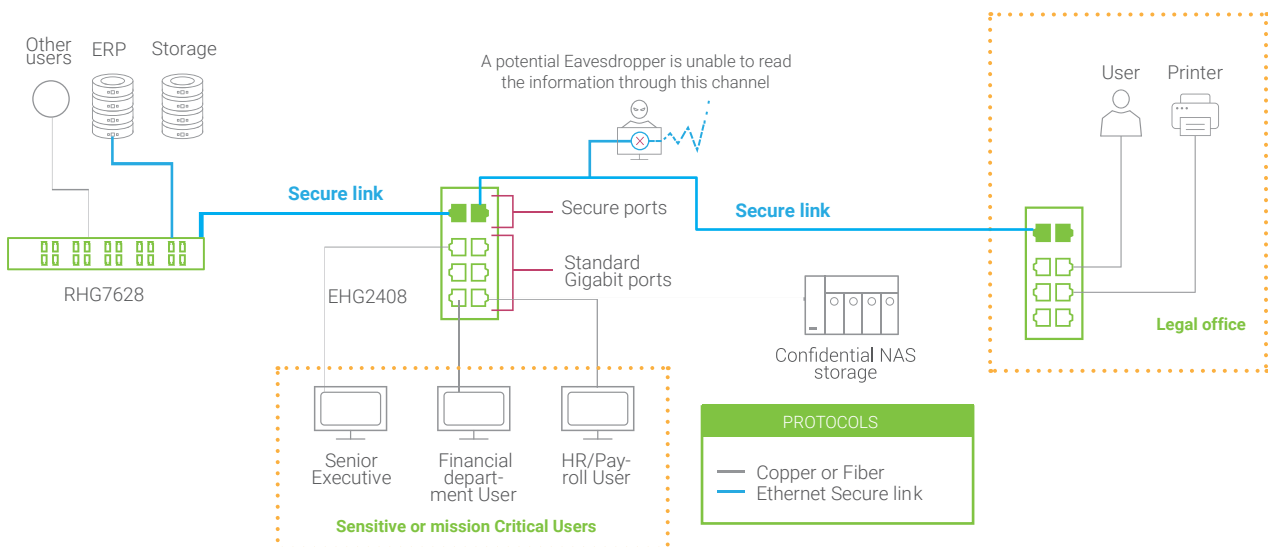 Other
users
ERP
Storage
A potential Eavesdropper is unable to read
the information through this channel
User
Printer
Secure link
Secure ports
Secure link
Standard
Gigabit ports
RHG7628
EHG2408
Legal office
Confidential NAS
storage
PROTOCOLS
Copper or Fiber
Ethernet Secure link
Senior
Executive
Financial
depart-
ment User
HR/Pay-
roll User
Sensitive or mission Critical Users